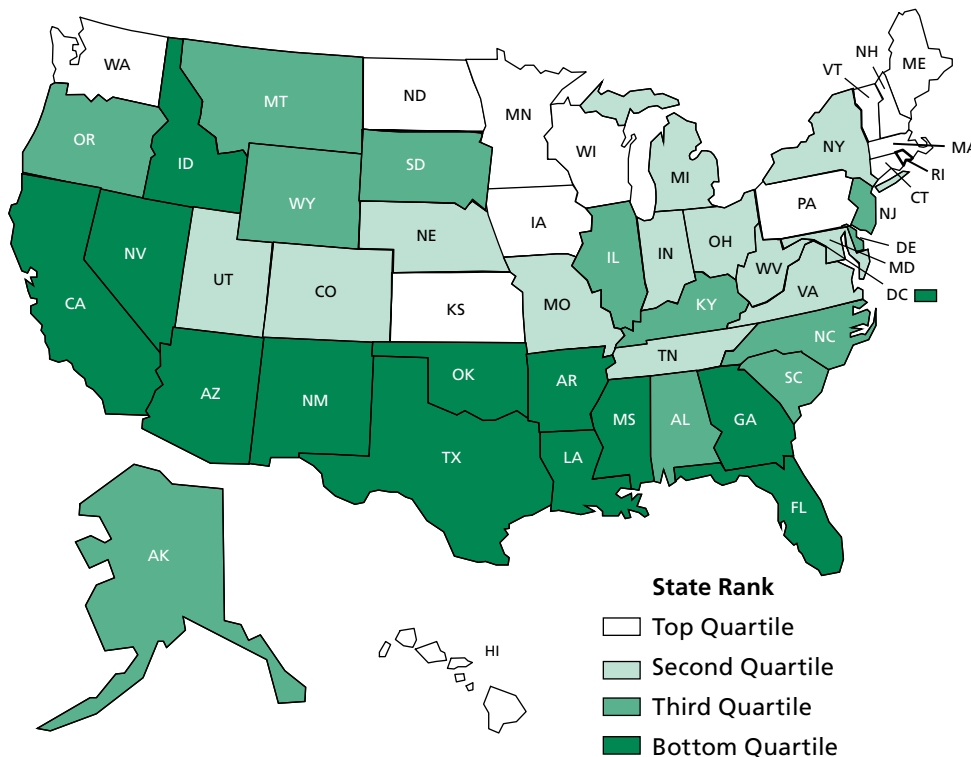 WA
MT
ND
MN
VT
NH
ME
OR
ID
SD
WI
MI
NY
MA
RI
CT
WY
NE
IA
PA
NJ
NV
UT
CO
IL
IN
OH
WV
DE
MD
DC
CA
KS
MO
KY
VA
TN
NC
AZ
NM
OK
AR
SC
TX
LA
MS
AL
GA
FL
AK
HI
State Rank
Top Quartile
Second Quartile
Third Quartile
Bottom Quartile